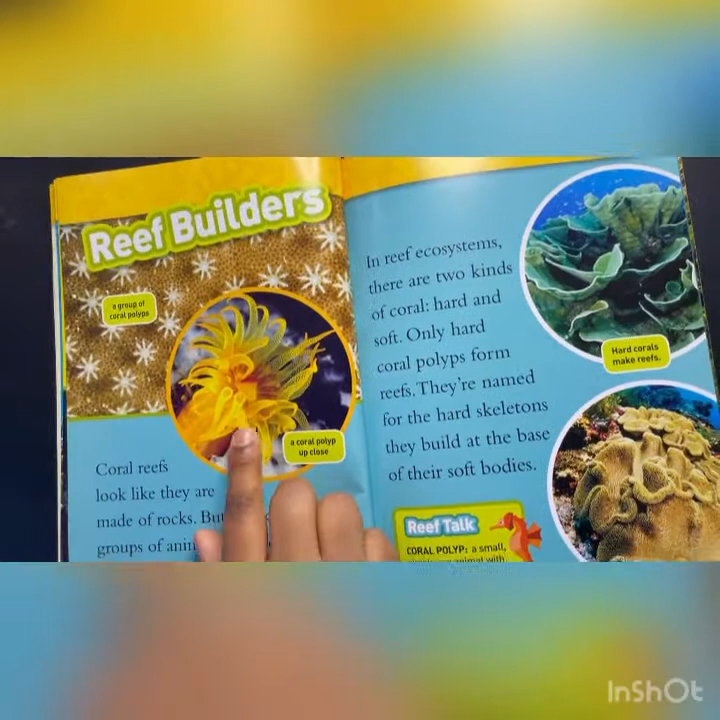 Reef Builders
a group of
coral polyps
a coral polyp
up close
Coral reefs
look like they are
made of rocks. But
groups of
In reef ecosystems,
there are two kinds
of coral: hard and
soft. Only hard
coral polyps form
reefs. They're named
for the hard skeletons
they build at the base
of their soft bodies.
Hard corals
make reefs.
Reef Talk
CORAL POLYP: a small,
animal with
InShOt